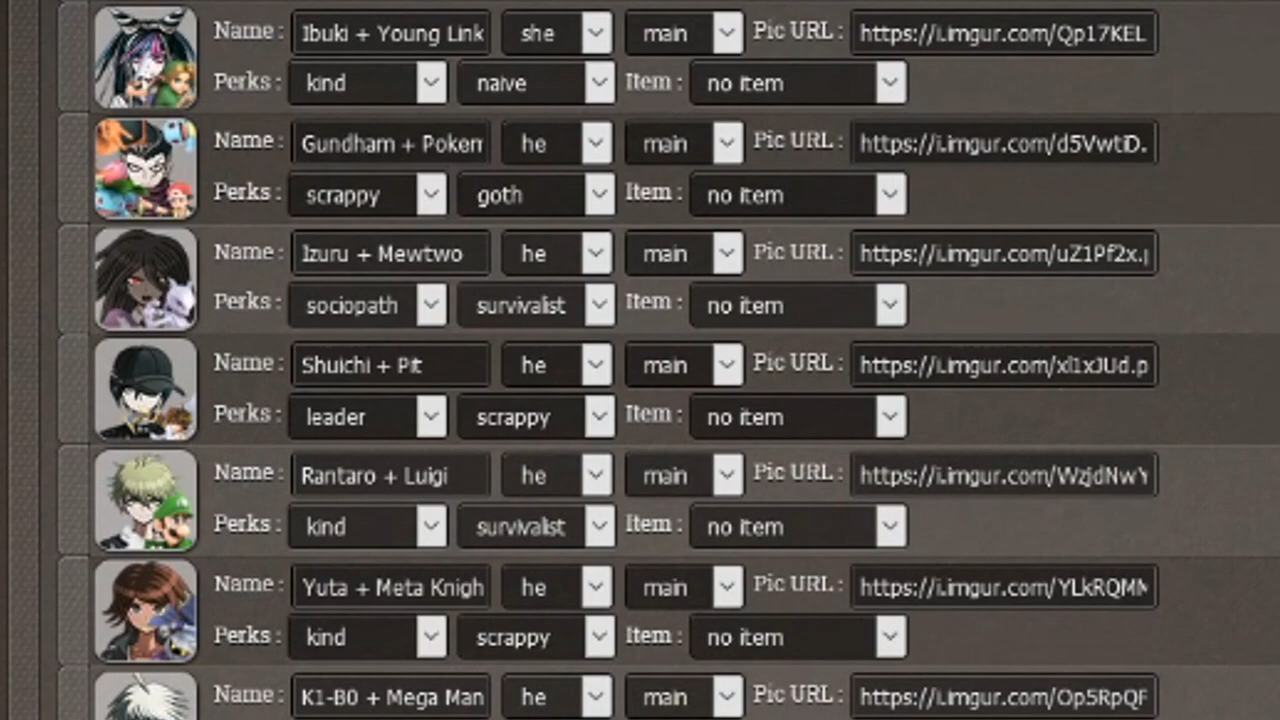 Name : Ibuki + Young Link she main Pic URL : https://i.imgur.com/Qp17KEL
Perks : kind naive Item : no item
Name : Gundham + Pokem he main Pic URL : https://i.imgur.com/d5VwtiD.
Perks : scrappy goth Item : no item
Name : Izuru + Mewtwo he main Pic URL : https://i.imgur.com/uZ1Pf2x.p
Perks : sociopath survivalist Item : no item
Name : Shuichi + Pit he main Pic URL : https://i.imgur.com/xl1xJUd.p
Perks : leader scrappy Item : no item
Name : Rantaro + Luigi he main Pic URL : https://i.imgur.com/WzjdNwY
Perks : kind survivalist Item : no item
Name : Yuta + Meta Knigh he main Pic URL : https://i.imgur.com/YLkRQMM
Perks : kind scrappy Item : no item
Name : K1-B0 + Mega Man he main Pic URL : https://i.imgur.com/Op5RpQF